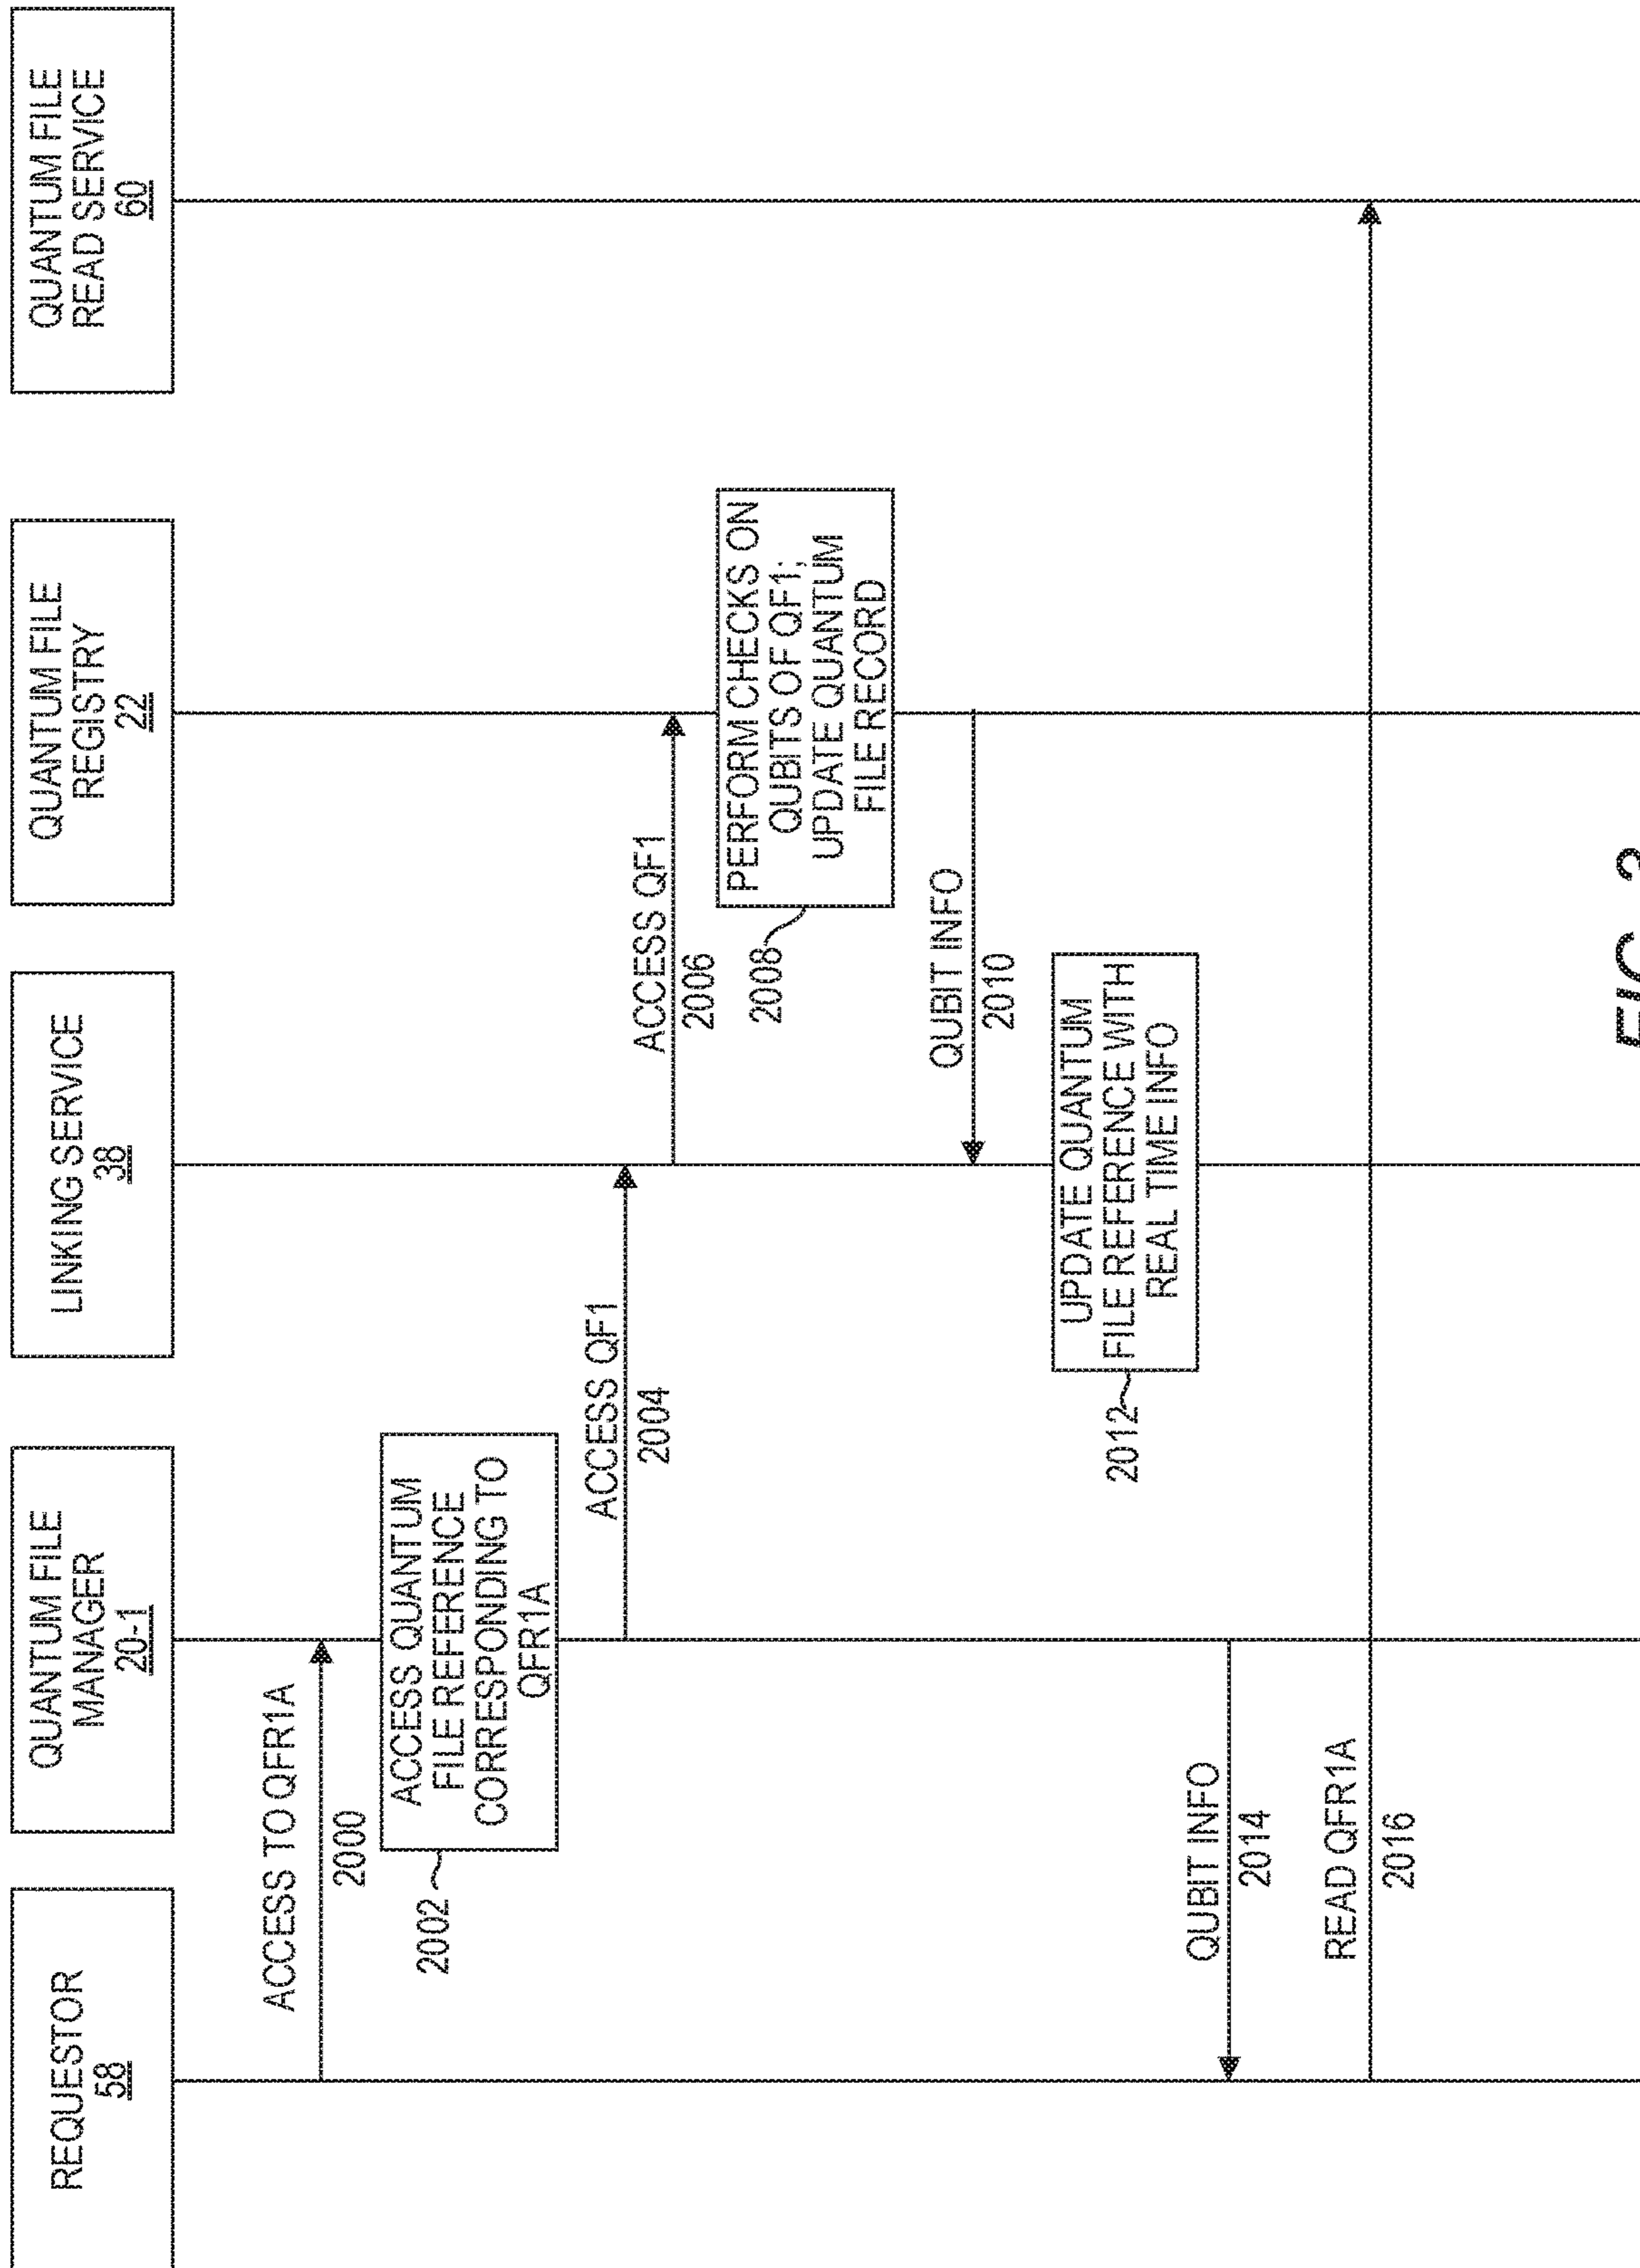 REQUESTOR
58
QUANTUM FILE
MANAGER
20-1
LINKING SERVICE
38
QUANTUM FILE
REGISTRY
22
QUANTUM FILE
READ SERVICE
60
ACCESS TO QFR1A
2000
2002
ACCESS QUANTUM
FILE REFERENCE
CORRESPONDING TO
QFR1A
ACCESS QF1
2004
ACCESS QF1
2006
2008
PERFORM CHECKS ON
QUBITS OF QF1;
UPDATE QUANTUM
FILE RECORD
QUBIT INFO
2010
2012
UPDATE QUANTUM
FILE REFERENCE WITH
REAL TIME INFO
QUBIT INFO
2014
READ QFR1A
2016